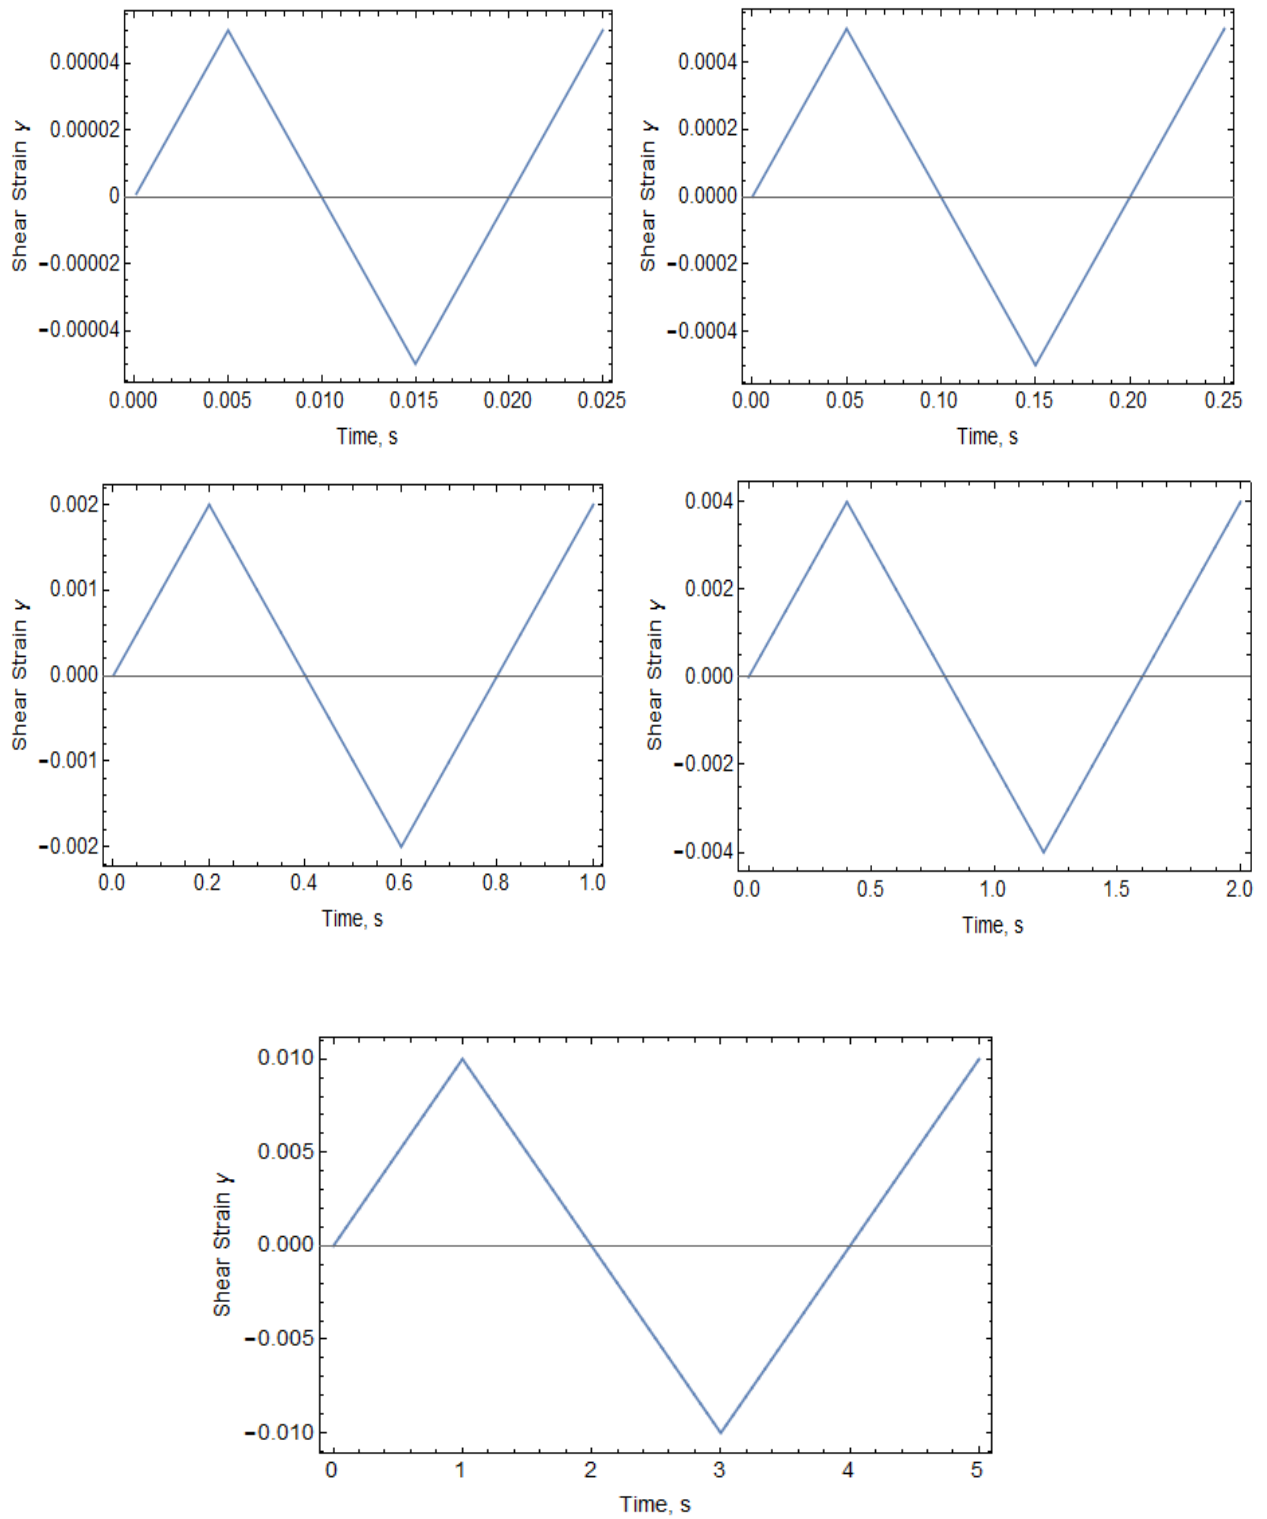 0.00004
0.00002
0
−0.00002
−0.00004
Shear Strain γ
0.000 0.005 0.010 0.015 0.020 0.025
Time, s
0.0004
0.0002
0.0000
−0.0002
−0.0004
Shear Strain γ
0.00 0.05 0.10 0.15 0.20 0.25
Time, s
0.002
0.001
0.000
−0.001
−0.002
Shear Strain γ
0.0 0.2 0.4 0.6 0.8 1.0
Time, s
0.004
0.002
0.000
−0.002
−0.004
Shear Strain γ
0.0 0.5 1.0 1.5 2.0
Time, s
0.010
0.005
0.000
−0.005
−0.010
Shear Strain γ
0 1 2 3 4 5
Time, s